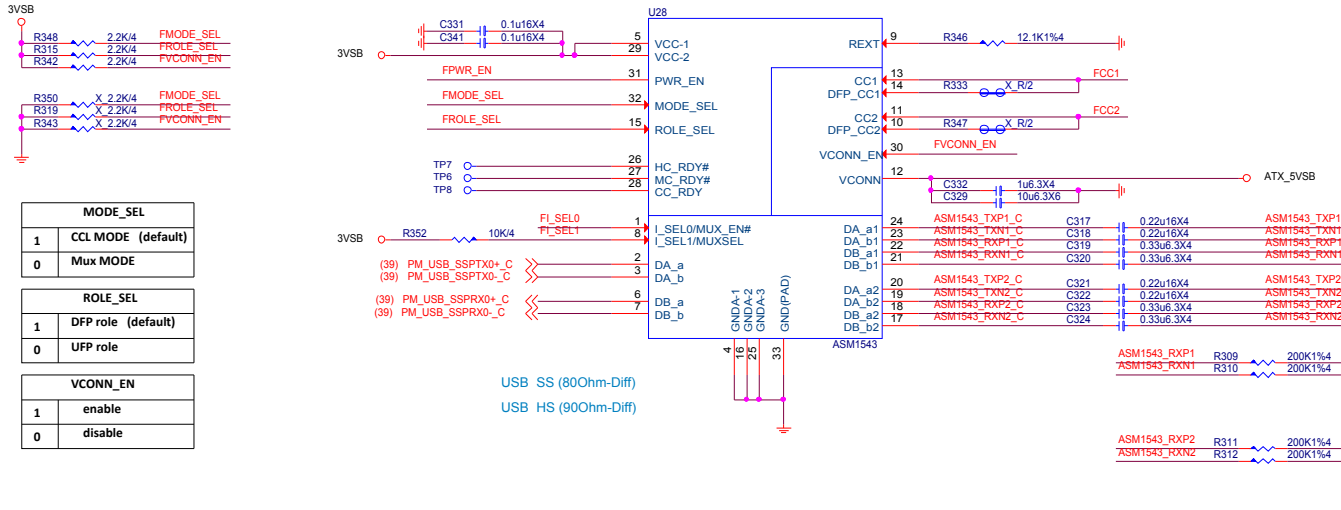 3VSB
R348 2.2K/4 FMODE_SEL
R315 2.2K/4 FROLE_SEL
R342 2.2K/4 FVCONN_EN
R350 X_2.2K/4 FMODE_SEL
R319 X_2.2K/4 FROLE_SEL
R343 X_2.2K/4 FVCONN_EN
MODE_SEL
1 CCL MODE (default)
0 Mux MODE
ROLE_SEL
1 DFP role (default)
0 UFP role
VCONN_EN
1 enable
0 disable
U28
C331 0.1u16X4
C341 0.1u16X4
3VSB
5 VCC-1
29 VCC-2
FPWR_EN 31 PWR_EN
FMODE_SEL 32 MODE_SEL
FROLE_SEL 15 ROLE_SEL
TP7 26 HC_RDY#
TP6 27 MC_RDY#
TP8 28 CC_RDY
FI_SEL0 1 I_SEL0/MUX_EN#
3VSB R352 10K/4 FI_SEL1 8 I_SEL1/MUXSEL
(39) PM_USB_SSPTX0+_C 2 DA_a
(39) PM_USB_SSPTX0-_C 3 DA_b
(39) PM_USB_SSPRX0+_C 6 DB_a
(39) PM_USB_SSPRX0-_C 7 DB_b
REXT 9 R346 12.1K1%4
CC1 13 FCC1
DFP_CC1 14 R333 X_R/2
CC2 11 FCC2
DFP_CC2 10 R347 X_R/2
VCONN_EN 30 FVCONN_EN
VCONN 12 ATX_5VSB
C332 1u6.3X4
C329 10u6.3X6
DA_a1 24 ASM1543_TXP1_C C317 0.22u16X4 ASM1543_TXP1
DA_b1 23 ASM1543_TXN1_C C318 0.22u16X4 ASM1543_TXN1
DB_a1 22 ASM1543_RXP1_C C319 0.33u6.3X4 ASM1543_RXP1
DB_b1 21 ASM1543_RXN1_C C320 0.33u6.3X4 ASM1543_RXN1
DA_a2 20 ASM1543_TXP2_C C321 0.22u16X4 ASM1543_TXP2
DA_b2 19 ASM1543_TXN2_C C322 0.22u16X4 ASM1543_TXN2
DB_a2 18 ASM1543_RXP2_C C323 0.33u6.3X4 ASM1543_RXP2
DB_b2 17 ASM1543_RXN2_C C324 0.33u6.3X4 ASM1543_RXN2
GNDA-1 GNDA-2 GNDA-3 GND(PAD)
4 16 25 33
ASM1543
USB SS (80Ohm-Diff)
USB HS (90Ohm-Diff)
ASM1543_RXP1 R309 200K1%4
ASM1543_RXN1 R310 200K1%4
ASM1543_RXP2 R311 200K1%4
ASM1543_RXN2 R312 200K1%4